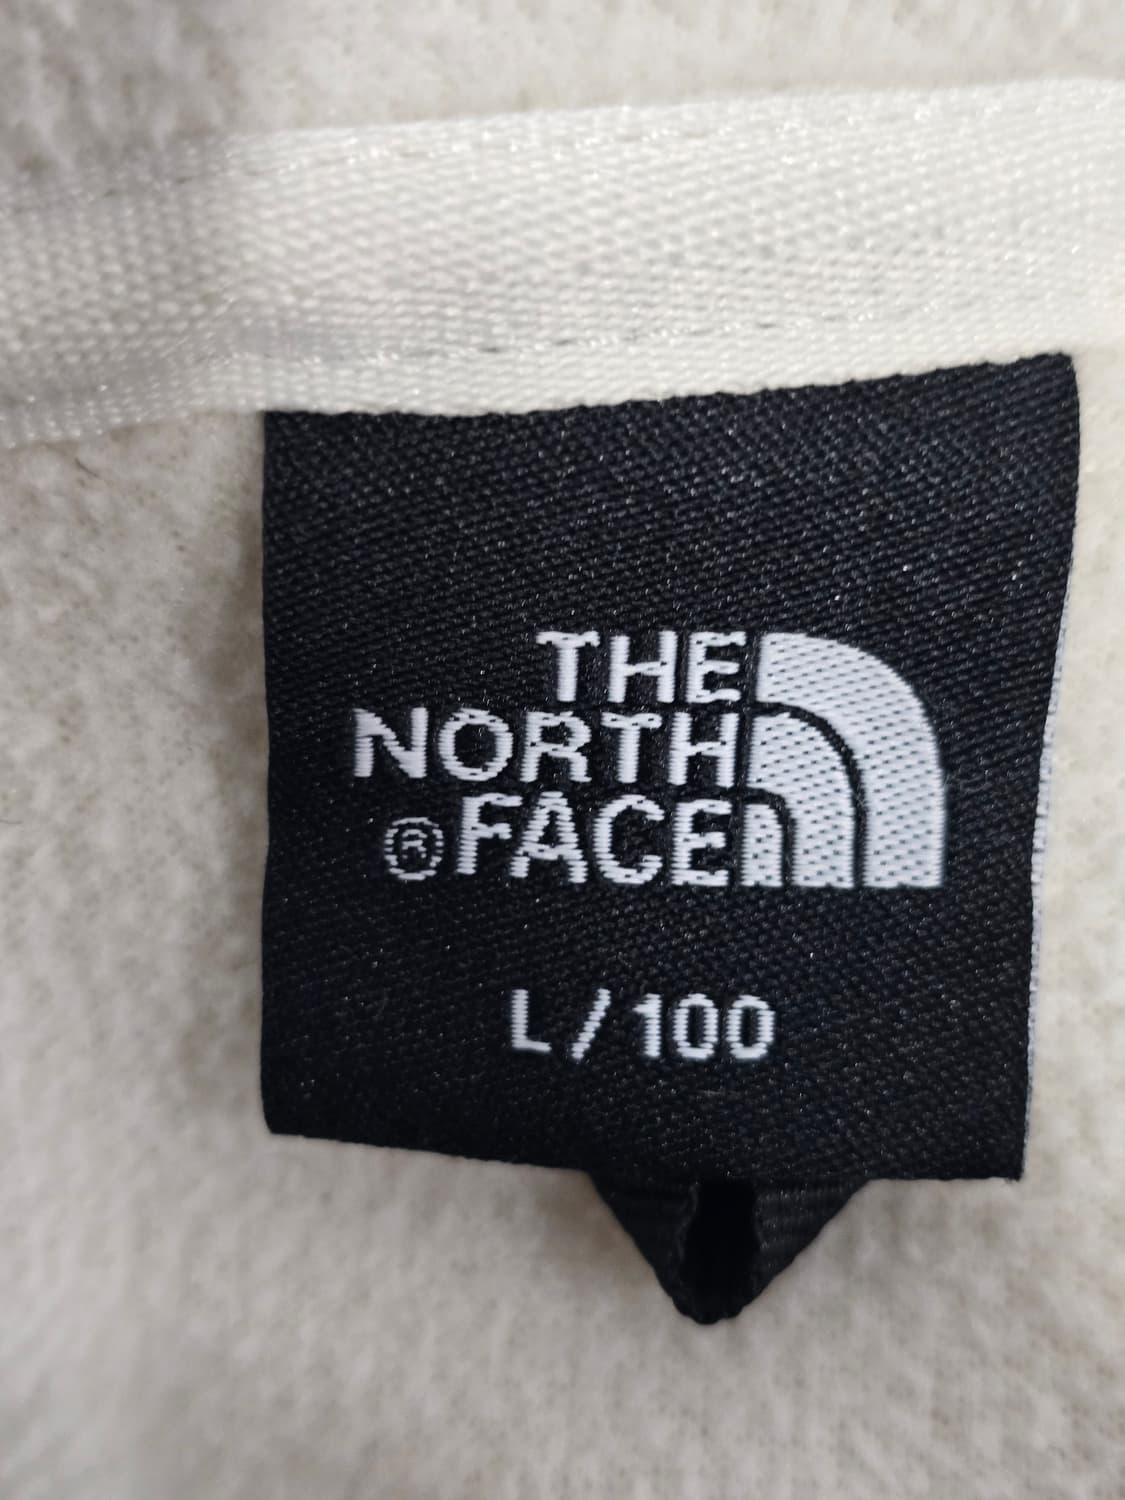 THE
NORTH
® FACE
L/100